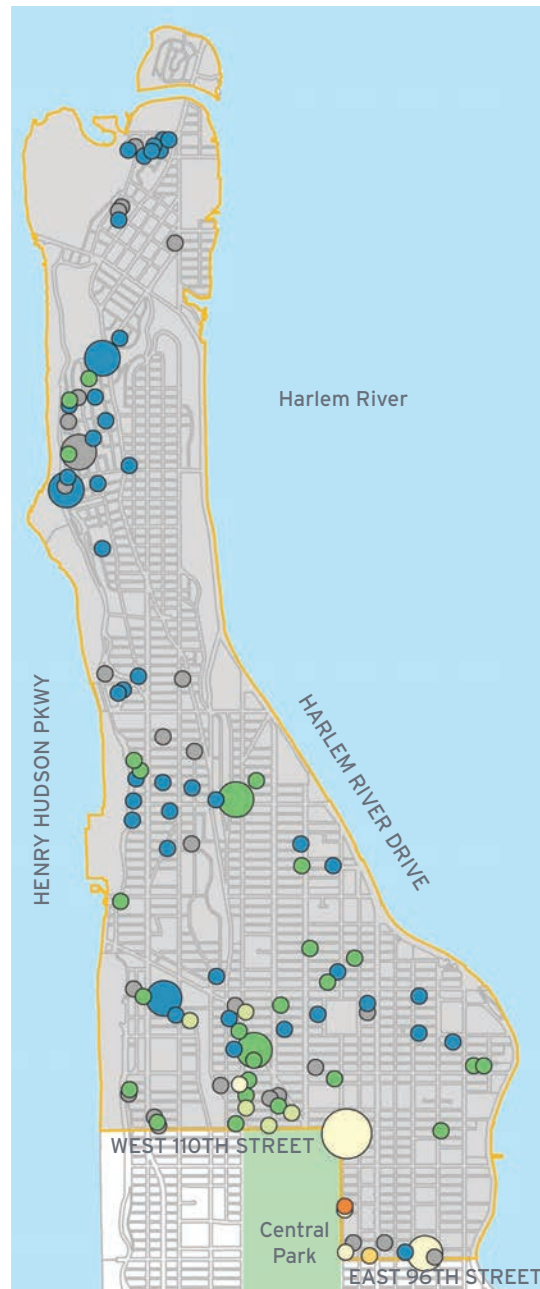 Harlem River
HENRY HUDSON PKWY
HARLEM RIVER DRIVE
WEST 110TH STREET
Central
Park
EAST 96TH STREET